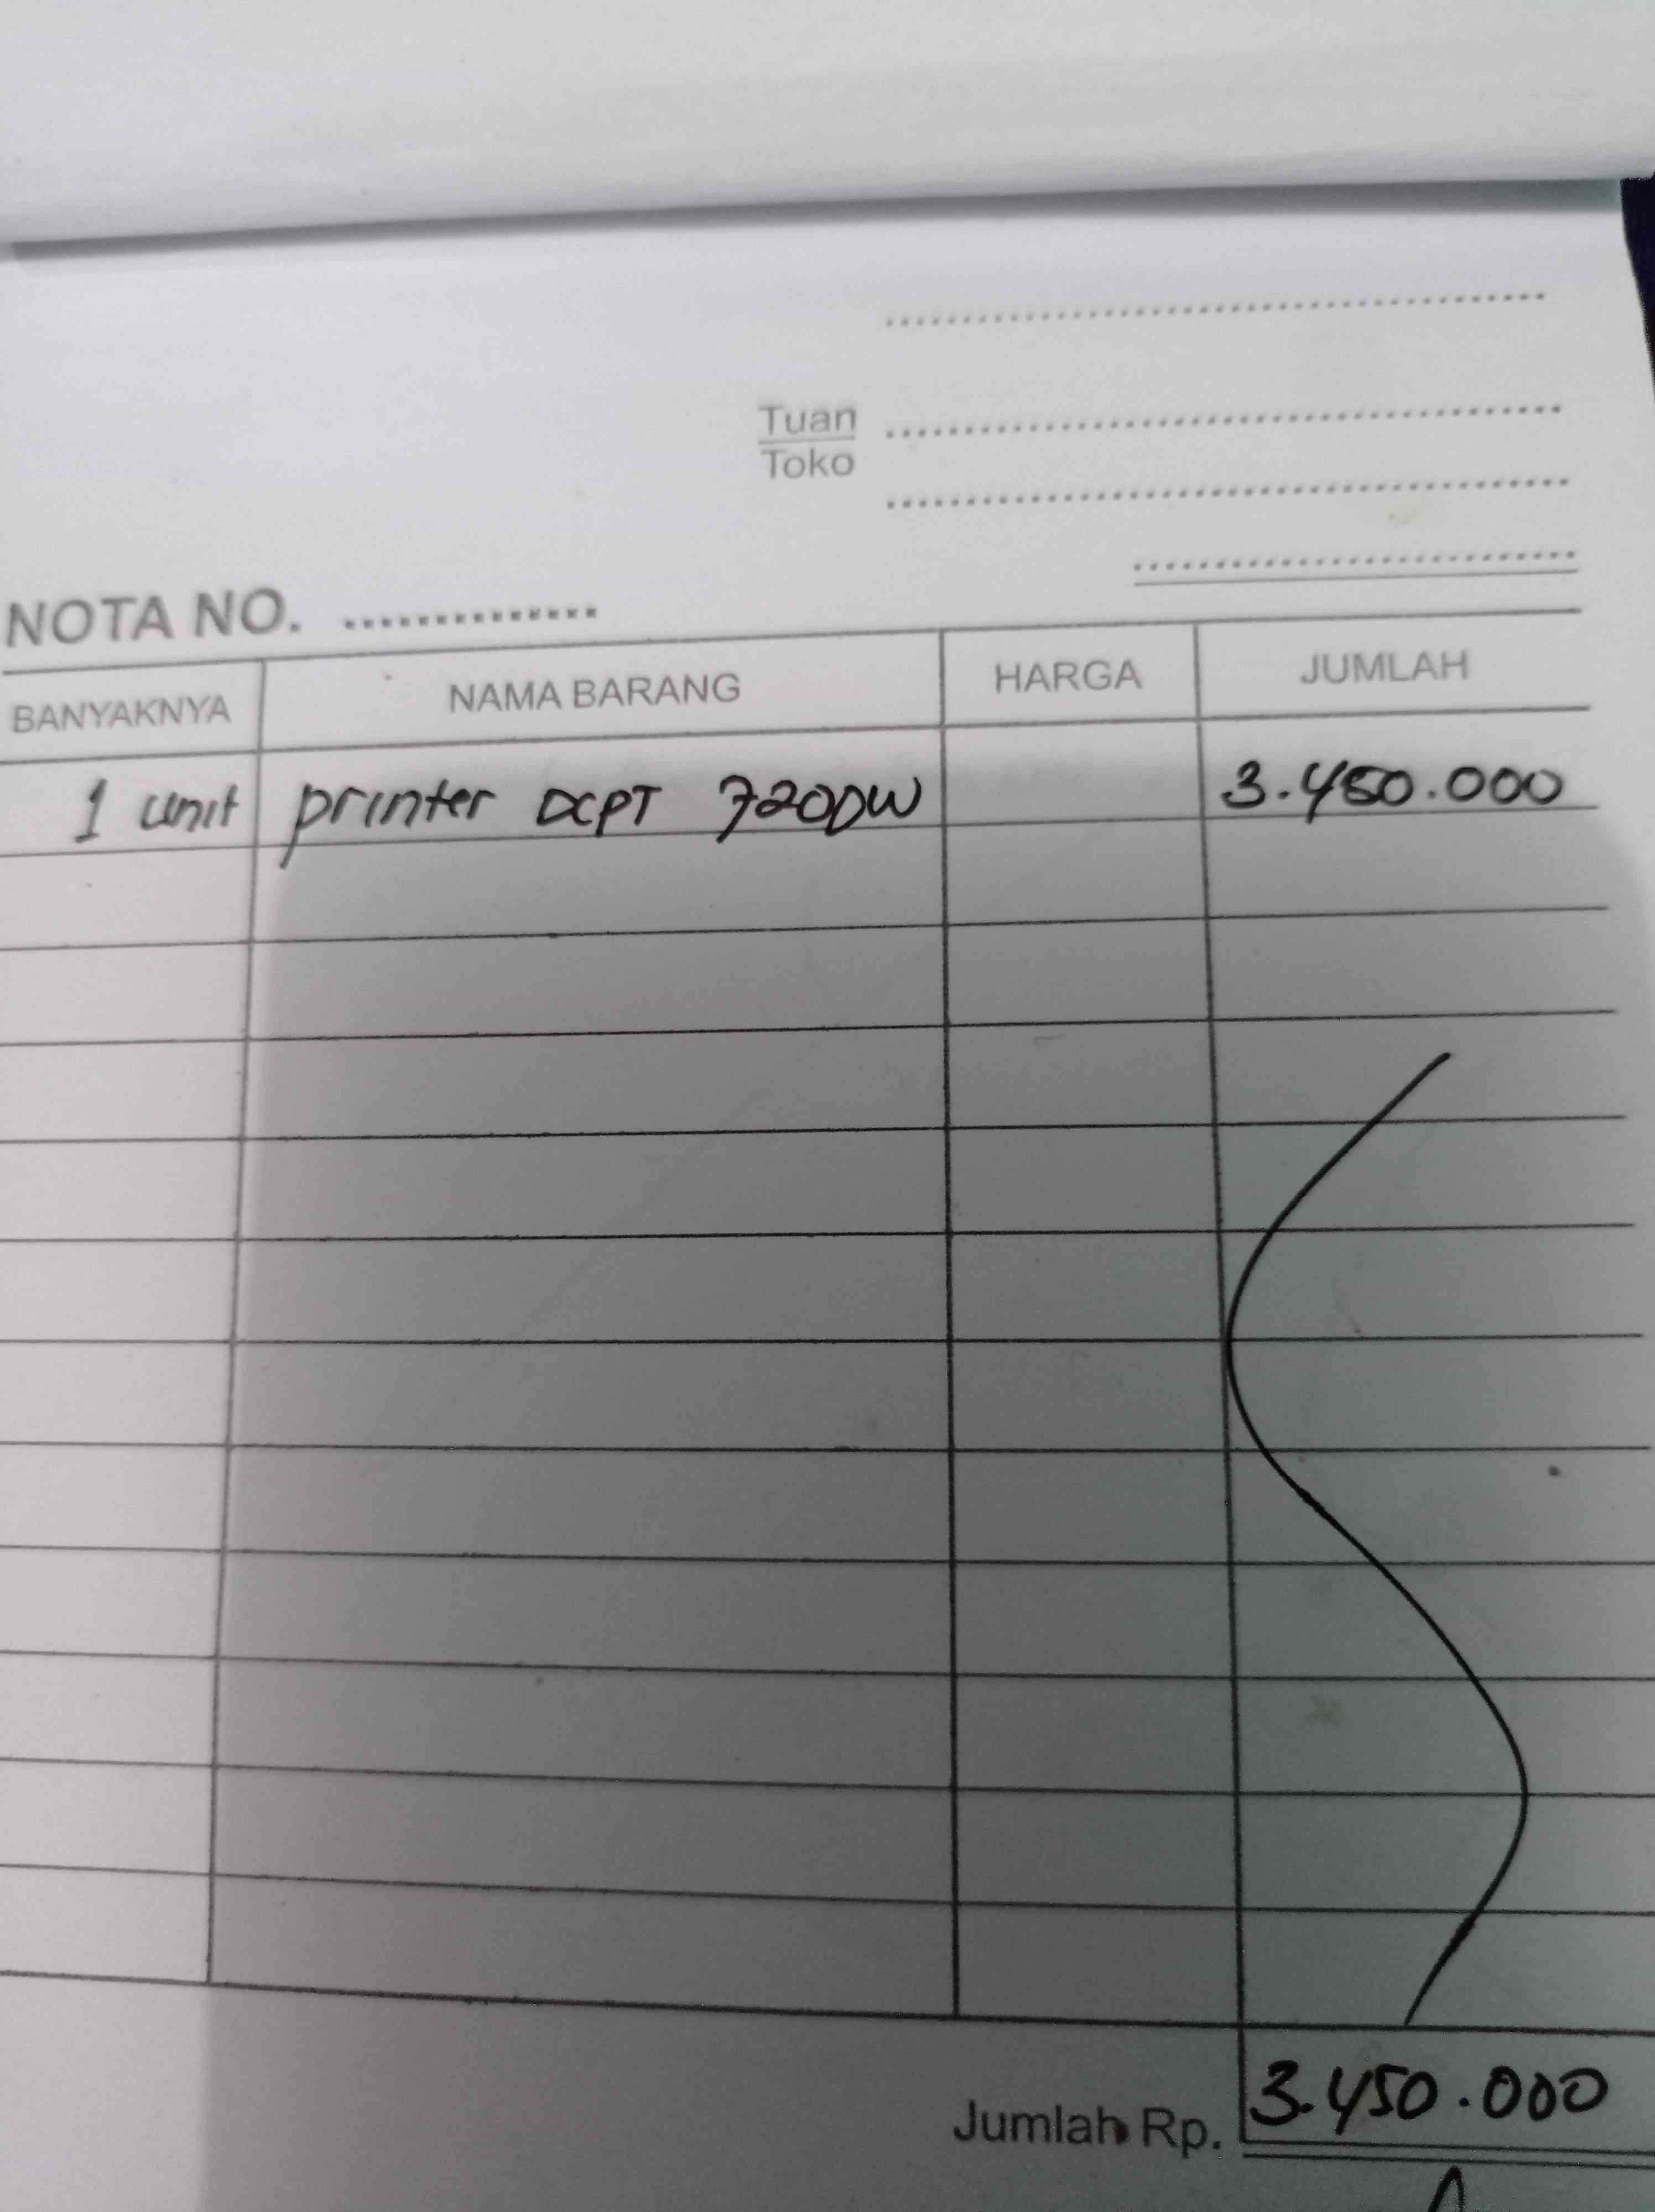 Tuan
Toko
NOTA NO.
BANYAKNYA NAMA BARANG HARGA JUMLAH
1 unit printer DCPT 720DW 3.450.000
Jumlah Rp. 3.450.000